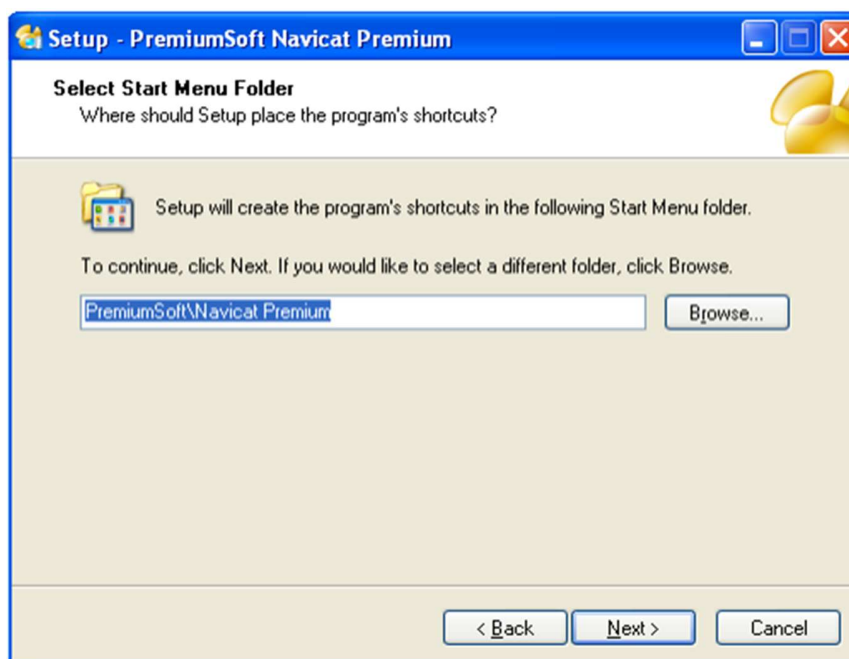 Setup - PremiumSoft Navicat Premium
Select Start Menu Folder
Where should Setup place the program's shortcuts?
Setup will create the program's shortcuts in the following Start Menu folder.
To continue, click Next. If you would like to select a different folder, click Browse.
PremiumSoft\Navicat Premium
Browse...
< Back
Next >
Cancel